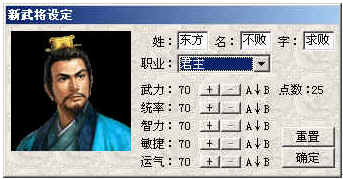 新武将设定
姓：东方 名：不败 字：求败
职业：君主
武力：70 + - A↓B 点数：25
统率：70 + - A↓B
智力：70 + - A↓B
敏捷：70 + - A↓B 重置
运气：70 + - A↓B 确定